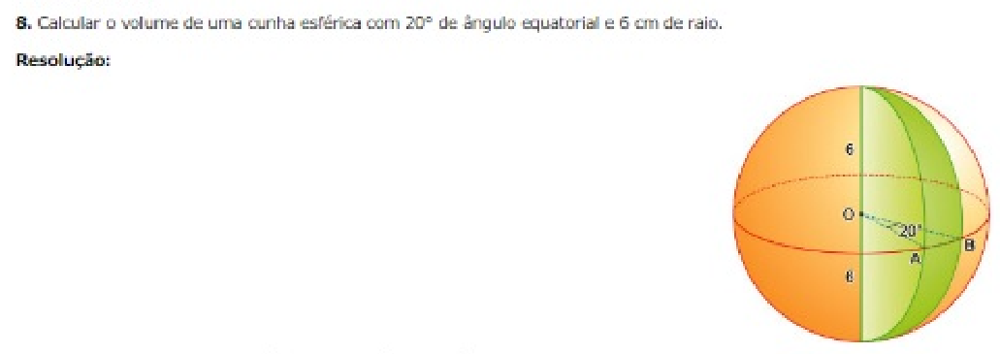 8. Calcular o volume de uma cunha esférica com 20° de ângulo equatorial e 6 cm de raio.
Resolução:
6
O
20°
B
A
6